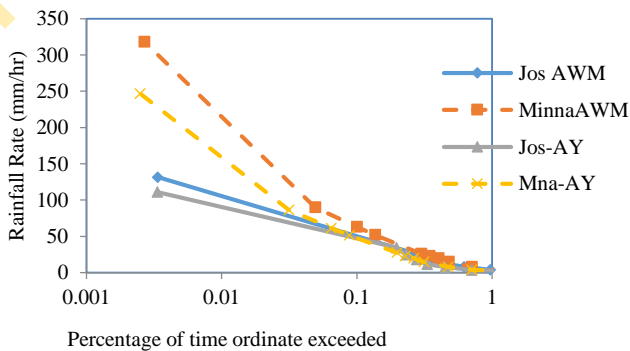 350
300
250
200
150
100
50
0
Rainfall Rate (mm/hr)
0.001 0.01 0.1 1
Percentage of time ordinate exceeded
Jos AWM
MinnaAWM
Jos-AY
Mna-AY